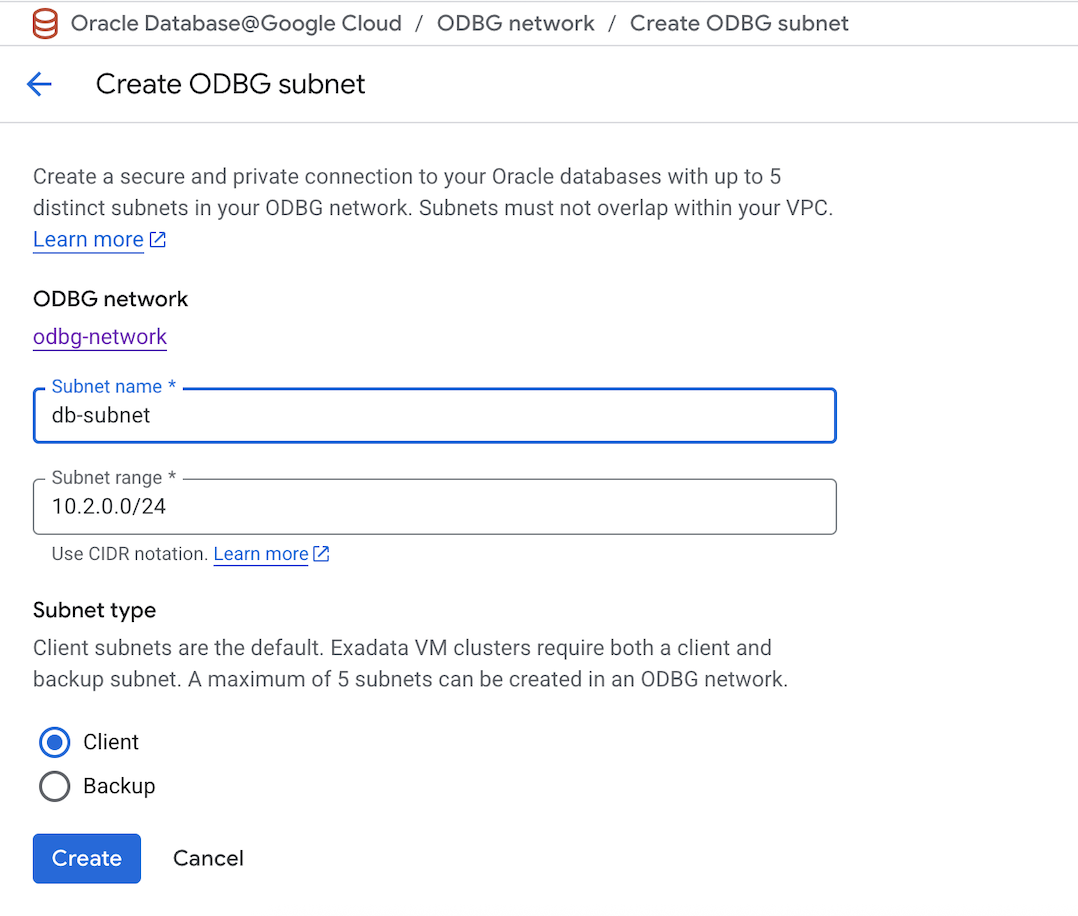 Oracle Database@Google Cloud / ODBG network / Create ODBG subnet
Create ODBG subnet
Create a secure and private connection to your Oracle databases with up to 5
distinct subnets in your ODBG network. Subnets must not overlap within your VPC.
Learn more
ODBG network
odbg-network
Subnet name *
db-subnet
Subnet range *
10.2.0.0/24
Use CIDR notation. Learn more
Subnet type
Client subnets are the default. Exadata VM clusters require both a client and
backup subnet. A maximum of 5 subnets can be created in an ODBG network.
Client
Backup
Create Cancel